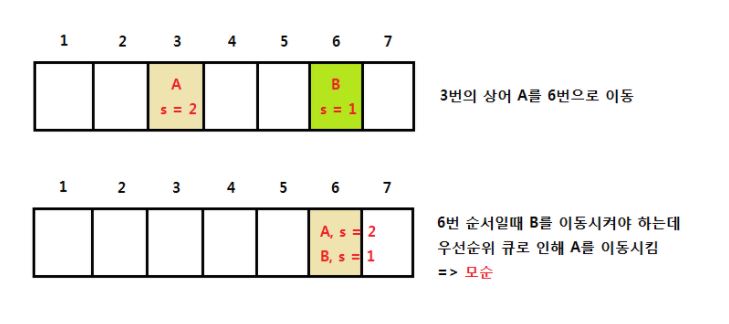 1 2 3 4 5 6 7
A B
s = 2 s = 1
3번의 상어 A를 6번으로 이동
1 2 3 4 5 6 7
A, s = 2
B, s = 1
6번 순서일때 B를 이동시켜야 하는데
우선순위 큐로 인해 A를 이동시킴
=> 모순